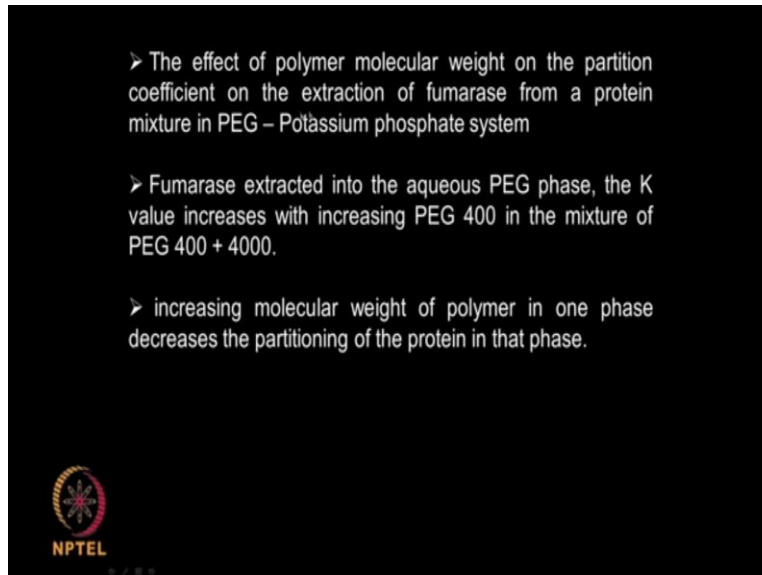 ➢ The effect of polymer molecular weight on the partition
coefficient on the extraction of fumarase from a protein
mixture in PEG – Potassium phosphate system
➢ Fumarase extracted into the aqueous PEG phase, the K
value increases with increasing PEG 400 in the mixture of
PEG 400 + 4000.
➢ increasing molecular weight of polymer in one phase
decreases the partitioning of the protein in that phase.
NPTEL